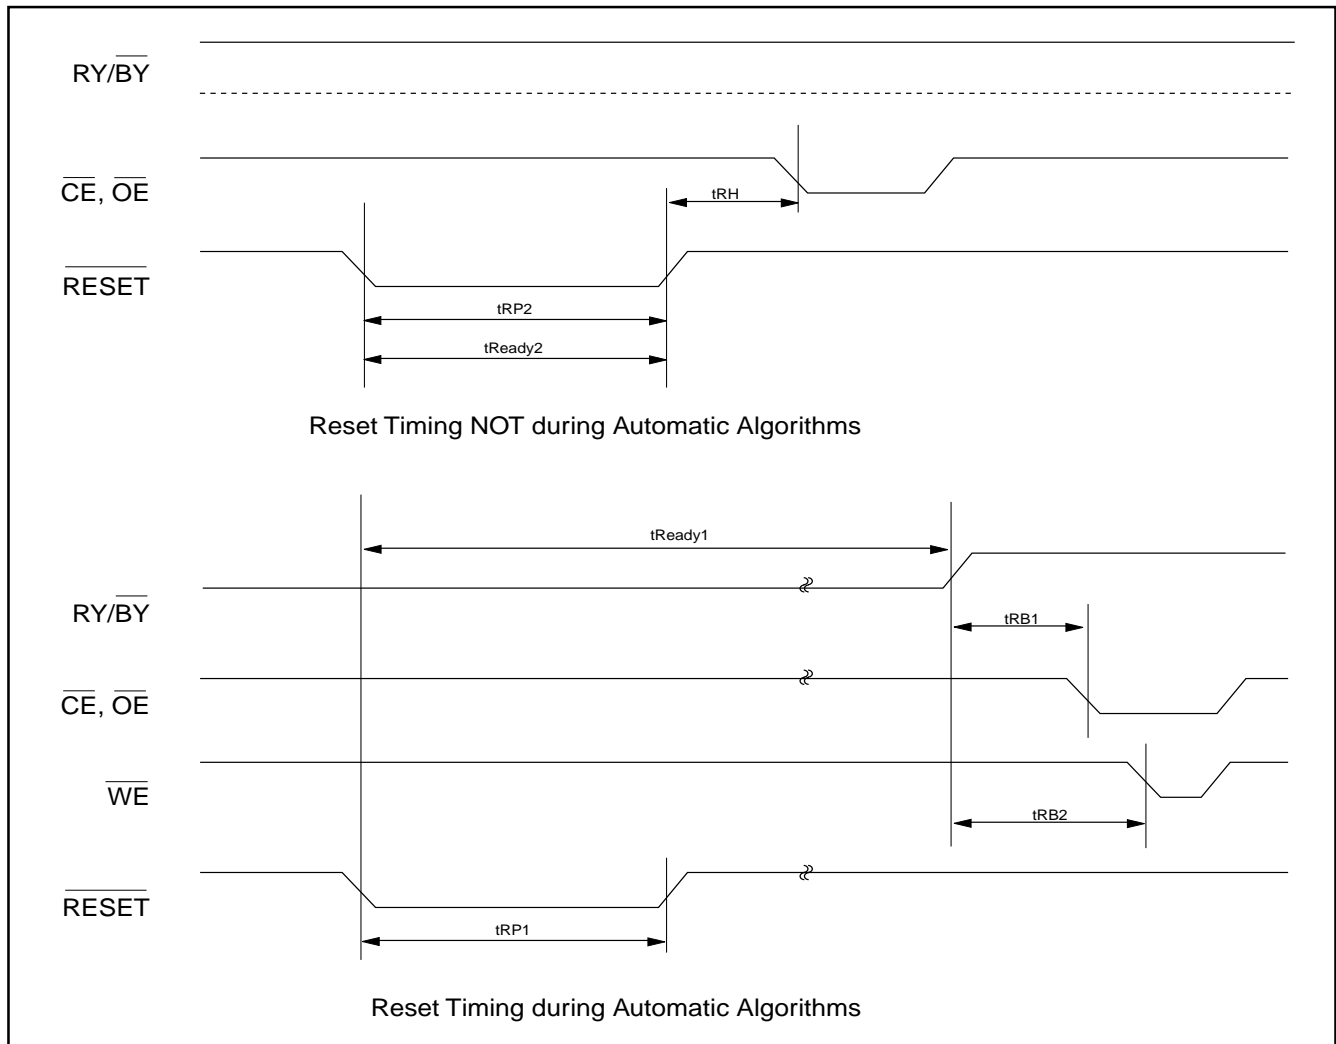 RY/BY
CE, OE
tRH
RESET
tRP2
tReady2
Reset Timing NOT during Automatic Algorithms
tReady1
RY/BY
tRB1
CE, OE
WE
tRB2
RESET
tRP1
Reset Timing during Automatic Algorithms